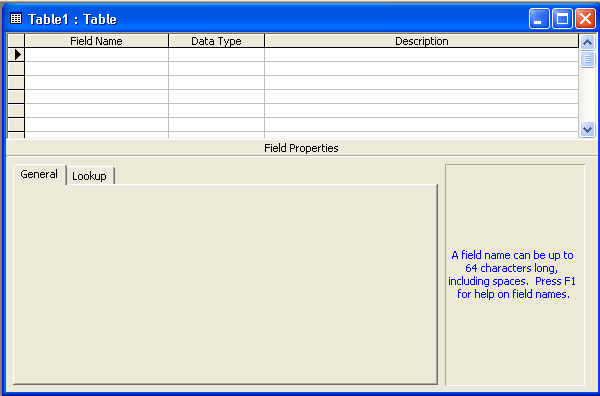 Table1 : Table
Field Name Data Type Description
Field Properties
General Lookup
A field name can be up to
64 characters long,
including spaces. Press F1
for help on field names.